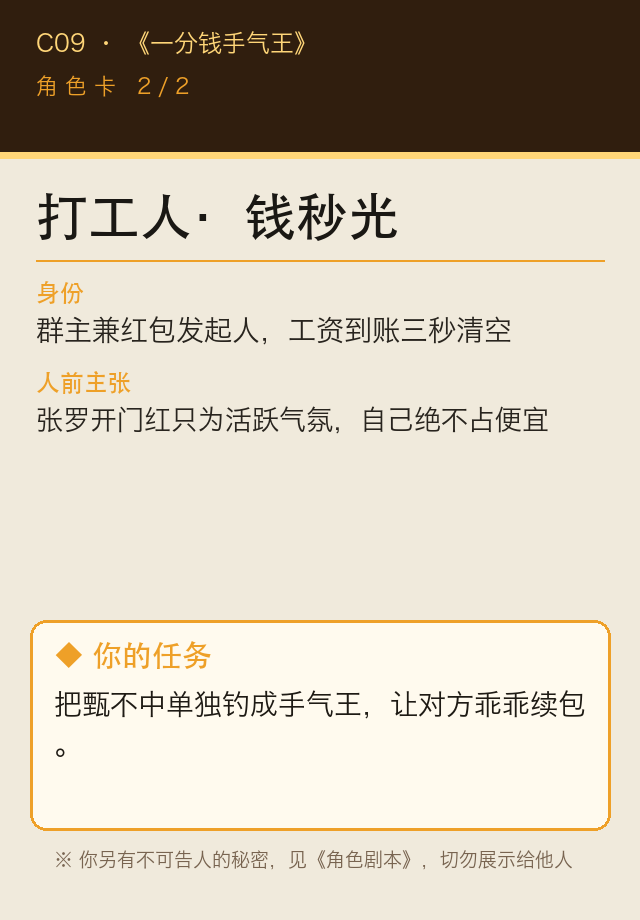 C09 · 《一分钱手气王》
角色卡 2/2
打工人· 钱秒光
身份
群主兼红包发起人，工资到账三秒清空
人前主张
张罗开门红只为活跃气氛，自己绝不占便宜
◆ 你的任务
把甄不中单独钓成手气王，让对方乖乖续包
。
※ 你另有不可告人的秘密，见《角色剧本》，切勿展示给他人